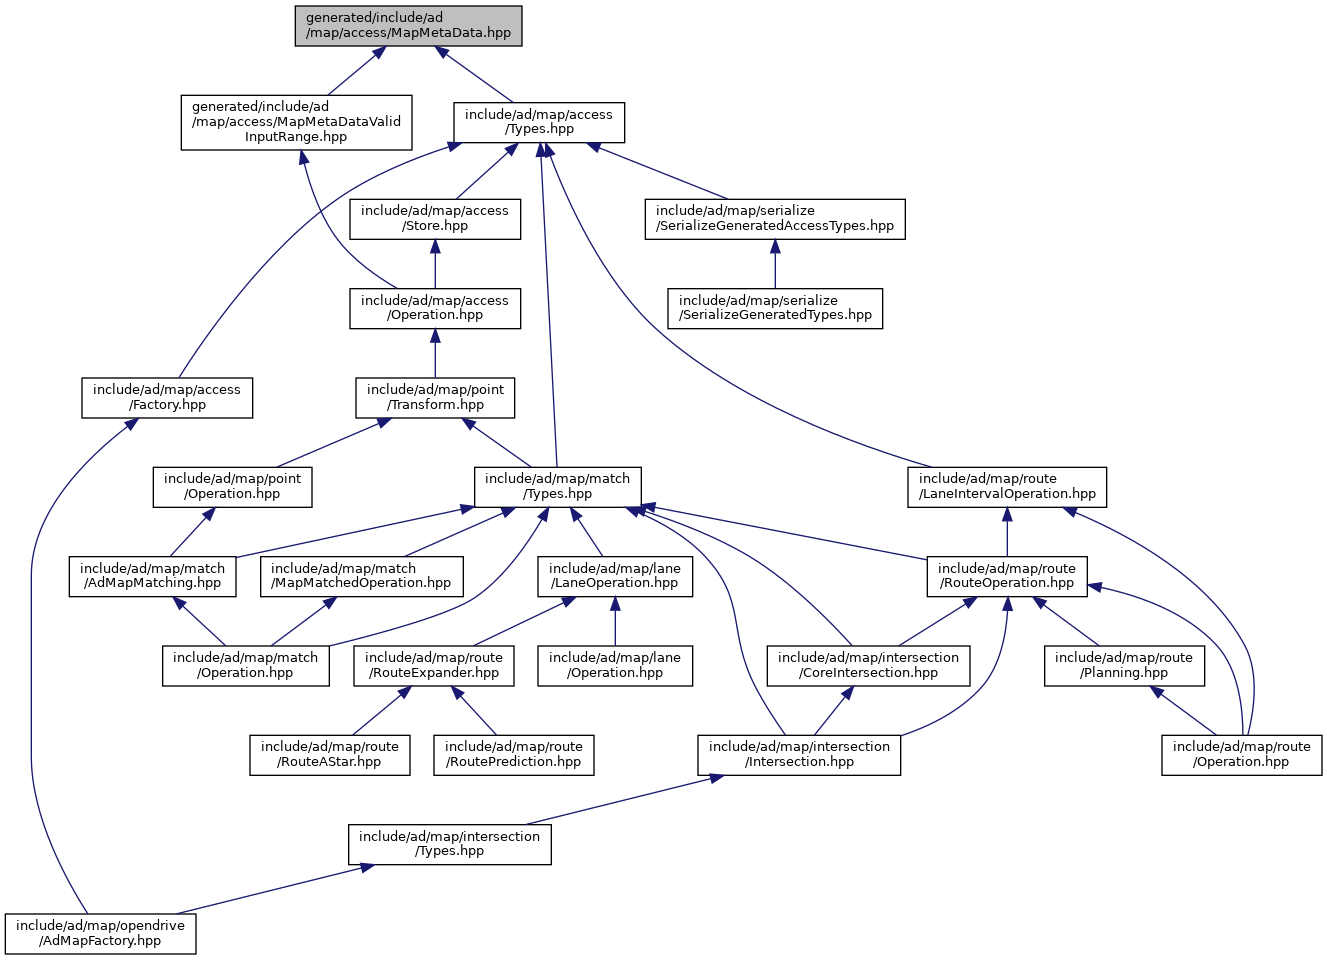 generated/include/ad
/map/access/MapMetaData.hpp
generated/include/ad
/map/access/MapMetaDataValid
InputRange.hpp
include/ad/map/access
/Types.hpp
include/ad/map/access
/Store.hpp
include/ad/map/serialize
/SerializeGeneratedAccessTypes.hpp
include/ad/map/access
/Operation.hpp
include/ad/map/serialize
/SerializeGeneratedTypes.hpp
include/ad/map/access
/Factory.hpp
include/ad/map/point
/Transform.hpp
include/ad/map/point
/Operation.hpp
include/ad/map/match
/Types.hpp
include/ad/map/route
/LaneIntervalOperation.hpp
include/ad/map/match
/AdMapMatching.hpp
include/ad/map/match
/MapMatchedOperation.hpp
include/ad/map/lane
/LaneOperation.hpp
include/ad/map/route
/RouteOperation.hpp
include/ad/map/match
/Operation.hpp
include/ad/map/route
/RouteExpander.hpp
include/ad/map/lane
/Operation.hpp
include/ad/map/intersection
/CoreIntersection.hpp
include/ad/map/route
/Planning.hpp
include/ad/map/route
/RouteAStar.hpp
include/ad/map/route
/RoutePrediction.hpp
include/ad/map/intersection
/Intersection.hpp
include/ad/map/route
/Operation.hpp
include/ad/map/intersection
/Types.hpp
include/ad/map/opendrive
/AdMapFactory.hpp